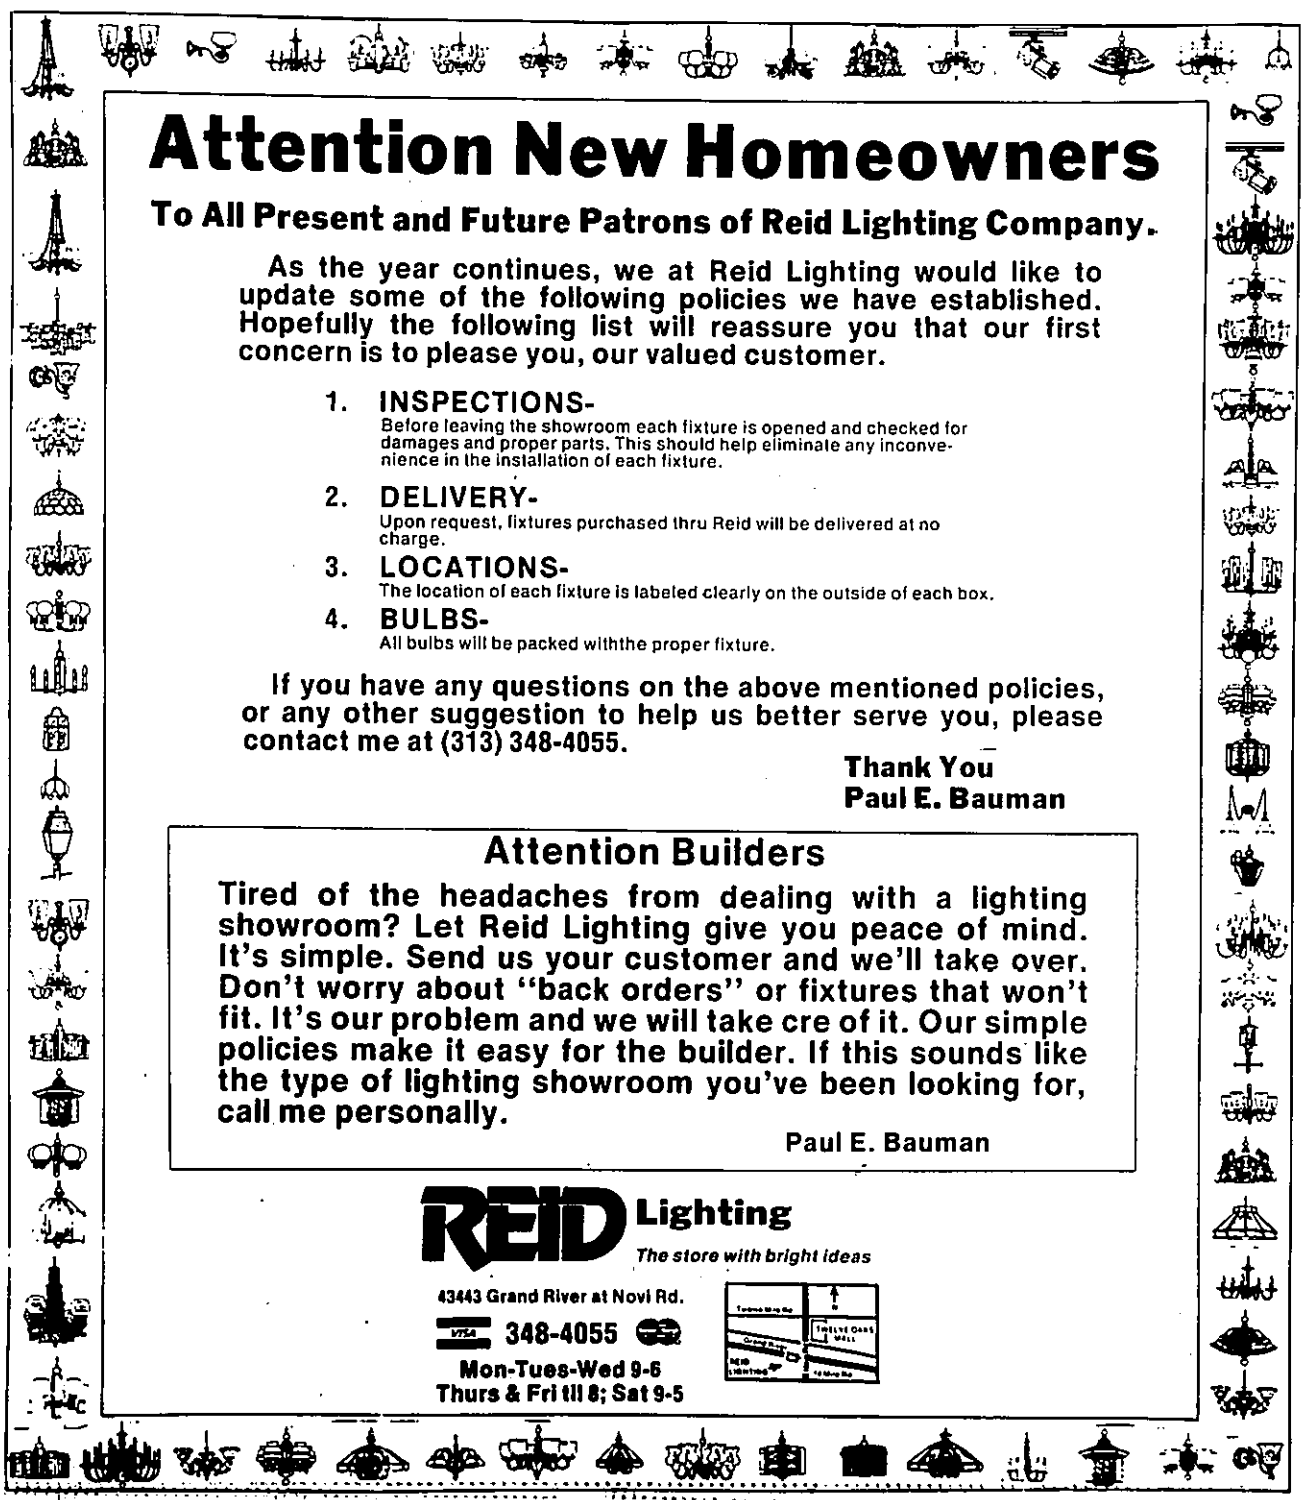 Attention New Homeowners
To All Present and Future Patrons of Reid Lighting Company.
As the year continues, we at Reid Lighting would like to
update some of the following policies we have established.
Hopefully the following list will reassure you that our first
concern is to please you, our valued customer.
1. INSPECTIONS-
Before leaving the showroom each fixture is opened and checked for
damages and proper parts. This should help eliminate any inconve-
nience in the installation of each fixture.
2. DELIVERY-
Upon request, fixtures purchased thru Reid will be delivered at no
charge.
3. LOCATIONS-
The location of each fixture is labeled clearly on the outside of each box.
4. BULBS-
All bulbs will be packed withthe proper fixture.
If you have any questions on the above mentioned policies,
or any other suggestion to help us better serve you, please
contact me at (313) 348-4055.
Thank You
Paul E. Bauman
Attention Builders
Tired of the headaches from dealing with a lighting
showroom? Let Reid Lighting give you peace of mind.
It's simple. Send us your customer and we'll take over.
Don't worry about "back orders" or fixtures that won't
fit. It's our problem and we will take cre of it. Our simple
policies make it easy for the builder. If this sounds like
the type of lighting showroom you've been looking for,
call me personally.
Paul E. Bauman
REID Lighting
The store with bright ideas
43443 Grand River at Novi Rd.
VISA 348-4055
Mon-Tues-Wed 9-6
Thurs & Fri till 8; Sat 9-5
N
TWELVE OAKS
MALL
Grand River
REID
LIGHTING